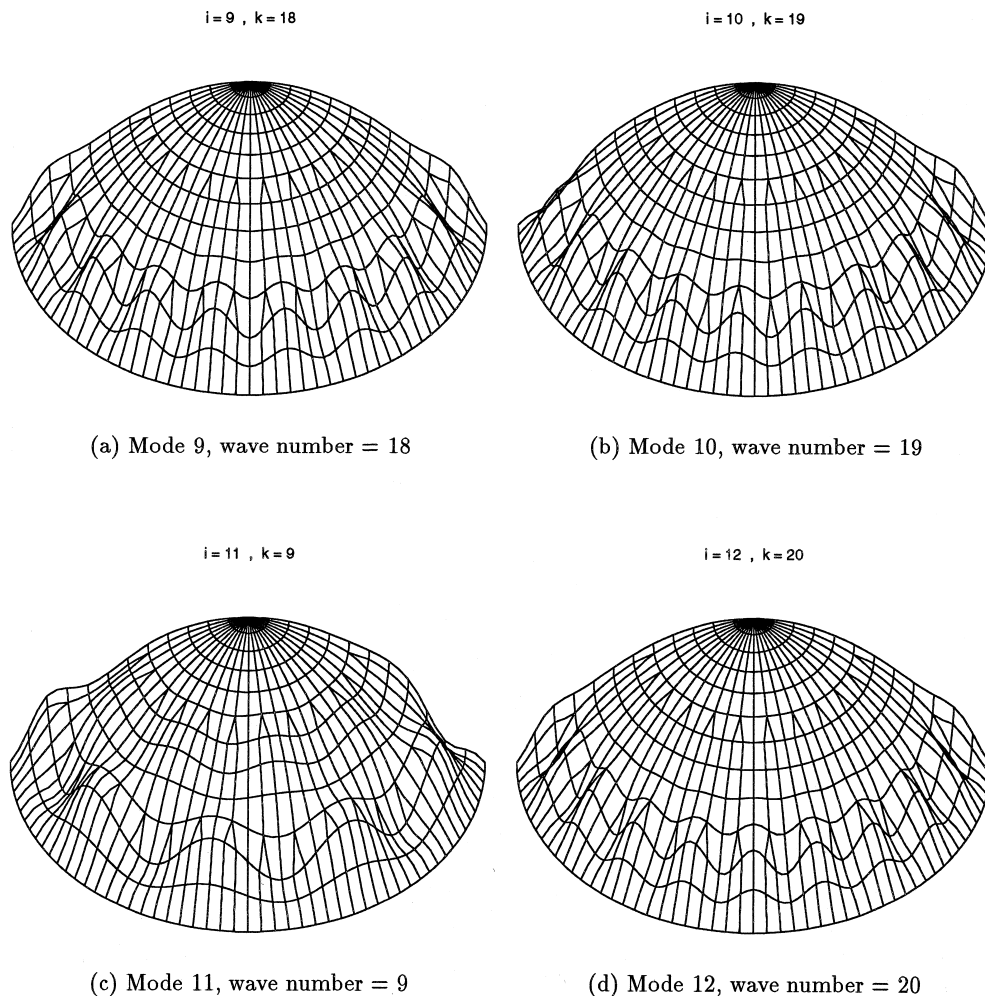 i=9 , k=18
i=10 , k=19
(a) Mode 9, wave number = 18
(b) Mode 10, wave number = 19
i=11 , k=9
i=12 , k=20
(c) Mode 11, wave number = 9
(d) Mode 12, wave number = 20